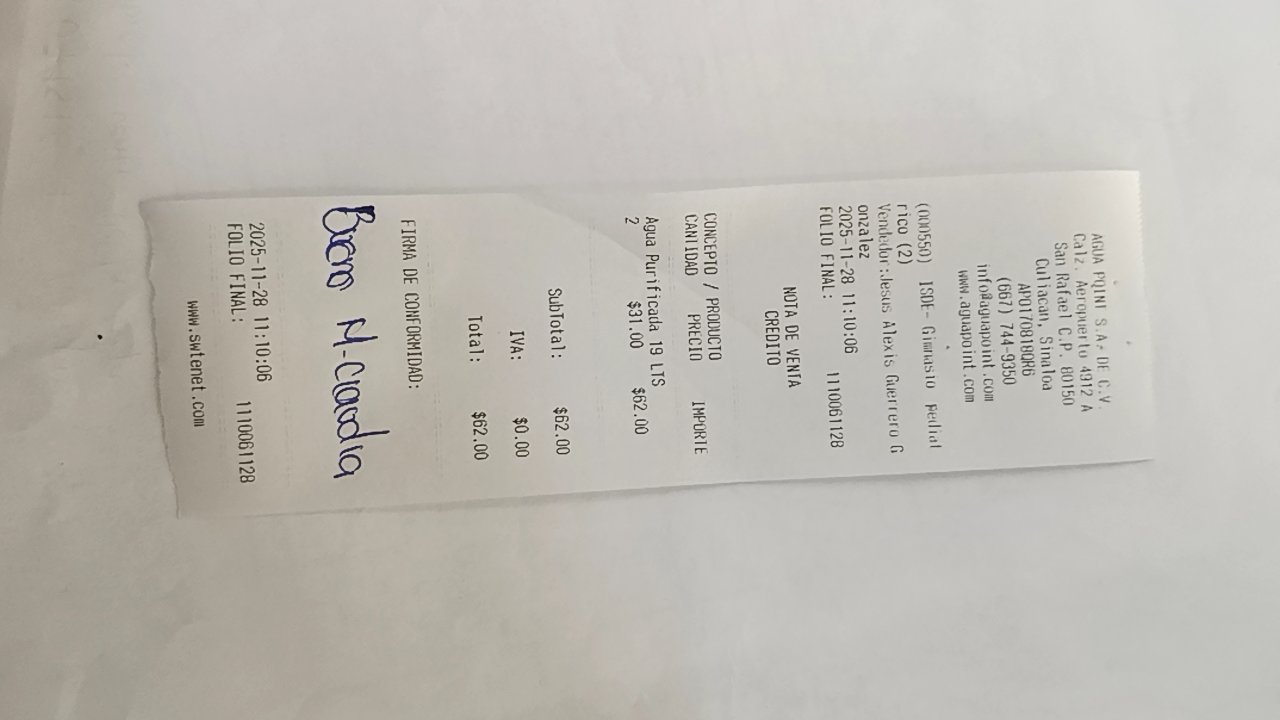 AGUA POINT S.A. DE C.V.
Calz. Aeropuerto 4912 A
San Rafael C.P. 80150
Culiacan, Sinaloa
APO170818QR6
(667) 744-9350
info@aguapoint.com
www.aguapoint.com
(000550) ISDE- Gimnasio Pediat
rico (2)
Vendedor:Jesus Alexis Guerrero G
onzalez
2025-11-28 11:10:06
FOLIO FINAL: 1110061128
NOTA DE VENTA
CREDITO
CONCEPTO / PRODUCTO
CANTIDAD PRECIO IMPORTE
Agua Purificada 19 LTS
2 $31.00 $62.00
SubTotal: $62.00
IVA: $0.00
Total: $62.00
FIRMA DE CONFORMIDAD:
M. Claudia
2025-11-28 11:10:06
FOLIO FINAL: 1110061128
www.swtenet.com